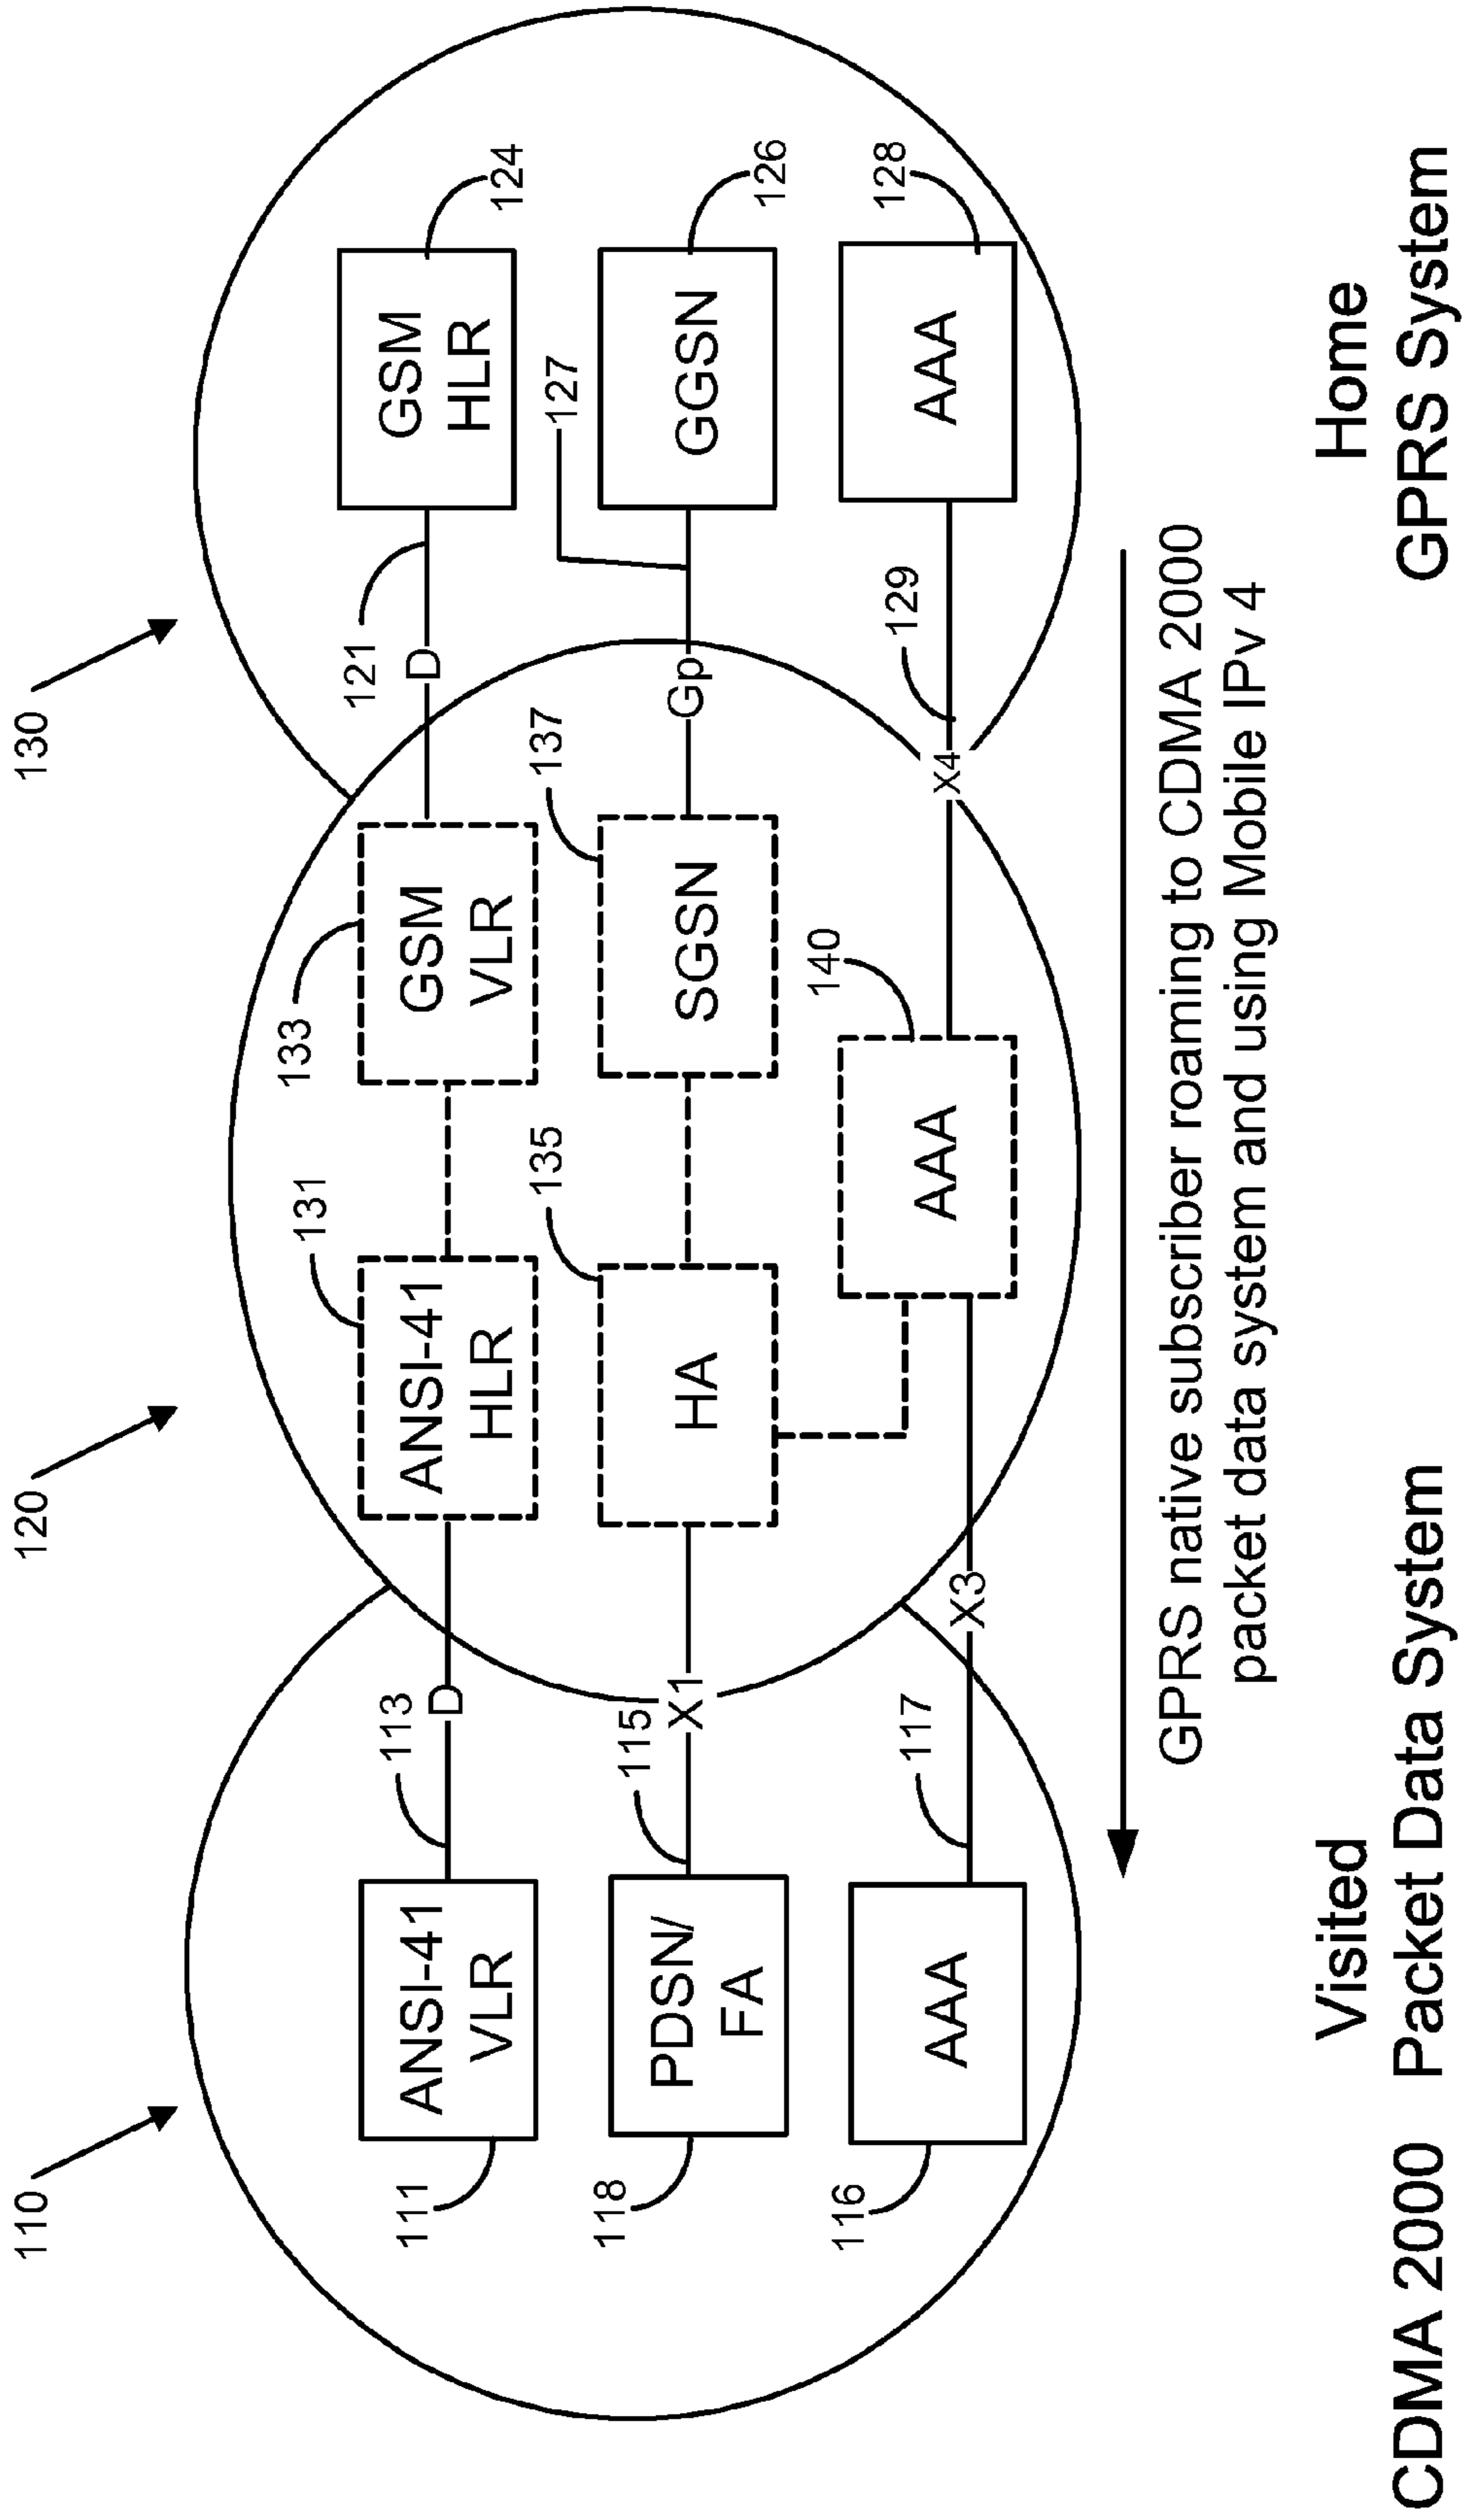 110
120
130
133
131
121
124
GSM
HLR
GSM
VLR
ANSI-41
HLR
ANSI-41
VLR
D
D
113
111
137
135
127
126
GGSN
SGSN
HA
PDSN/
FA
Gp
X1
115
118
140
129
128
AAA
AAA
AAA
X4
X3
117
116
GPRS native subscriber roaming to CDMA 2000
packet data system and using Mobile IPv 4
Visited
CDMA 2000 Packet Data System
Home
GPRS System